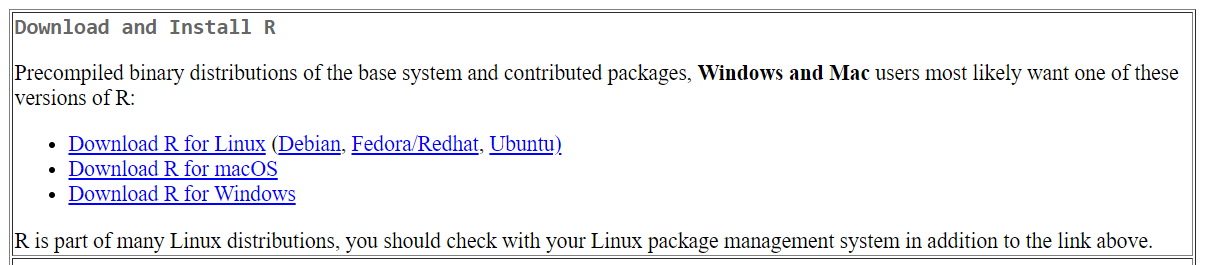 Download and Install R
Precompiled binary distributions of the base system and contributed packages, Windows and Mac users most likely want one of these
versions of R:
• Download R for Linux (Debian, Fedora/Redhat, Ubuntu)
• Download R for macOS
• Download R for Windows
R is part of many Linux distributions, you should check with your Linux package management system in addition to the link above.